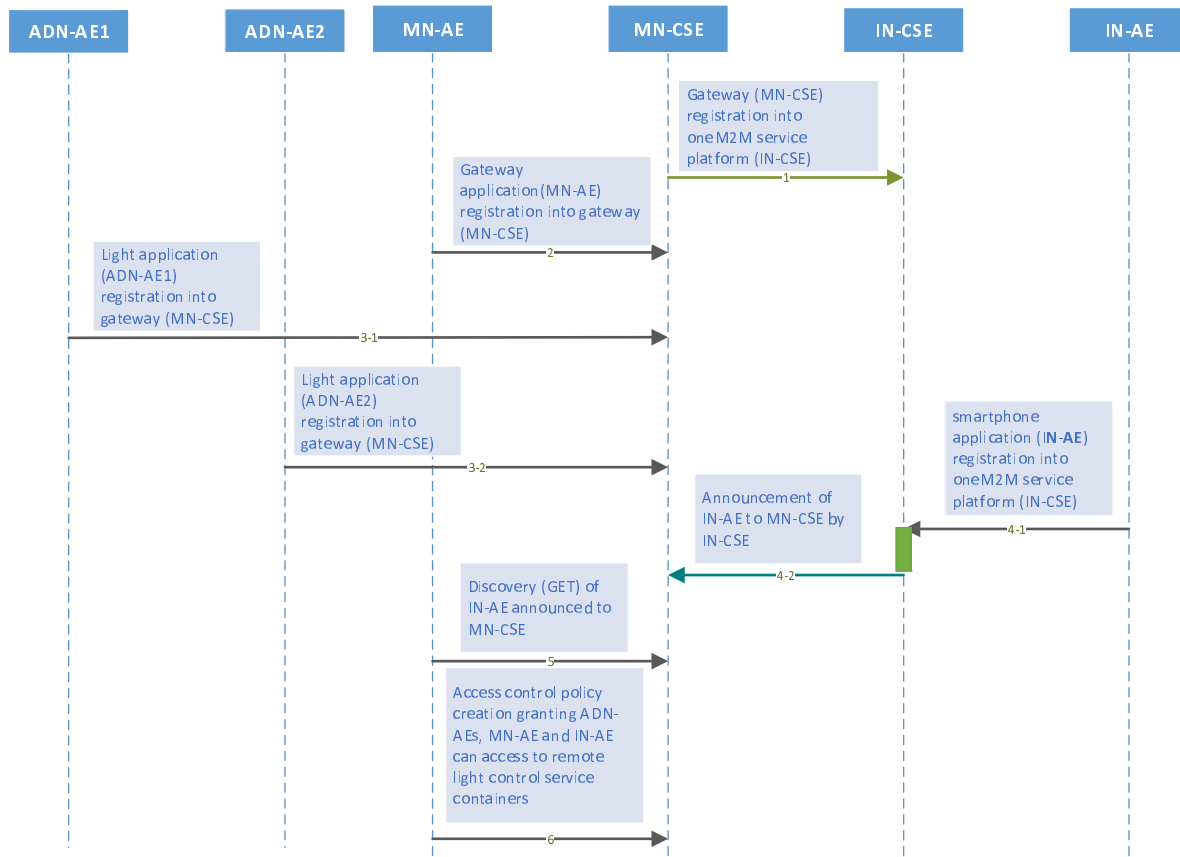 ADN-AE1
ADN-AE2
MN-AE
MN-CSE
IN-CSE
IN-AE
Gateway (MN-CSE)
registration into
oneM2M service
platform (IN-CSE)
1
Gateway
application(MN-AE)
registration into gateway
(MN-CSE)
2
Light application
(ADN-AE1)
registration into
gateway (MN-CSE)
3-1
Light application
(ADN-AE2)
registration into
gateway (MN-CSE)
3-2
smartphone
application (IN-AE)
registration into
oneM2M service
platform (IN-CSE)
4-1
Announcement of
IN-AE to MN-CSE by
IN-CSE
4-2
Discovery (GET) of
IN-AE announced to
MN-CSE
5
Access control policy
creation granting ADN-
AEs, MN-AE and IN-AE
can access to remote
light control service
containers
6